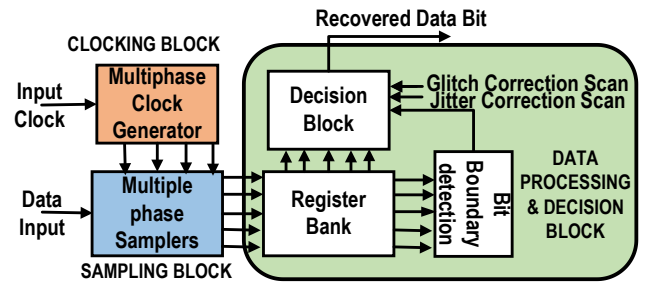 Recovered Data Bit
CLOCKING BLOCK
Input
Clock
Multiphase
Clock
Generator
Decision
Block
Glitch Correction Scan
Jitter Correction Scan
Data
Input
Multiple
phase
Samplers
Register
Bank
Bit
Boundary
detection
DATA
PROCESSING
& DECISION
BLOCK
SAMPLING BLOCK